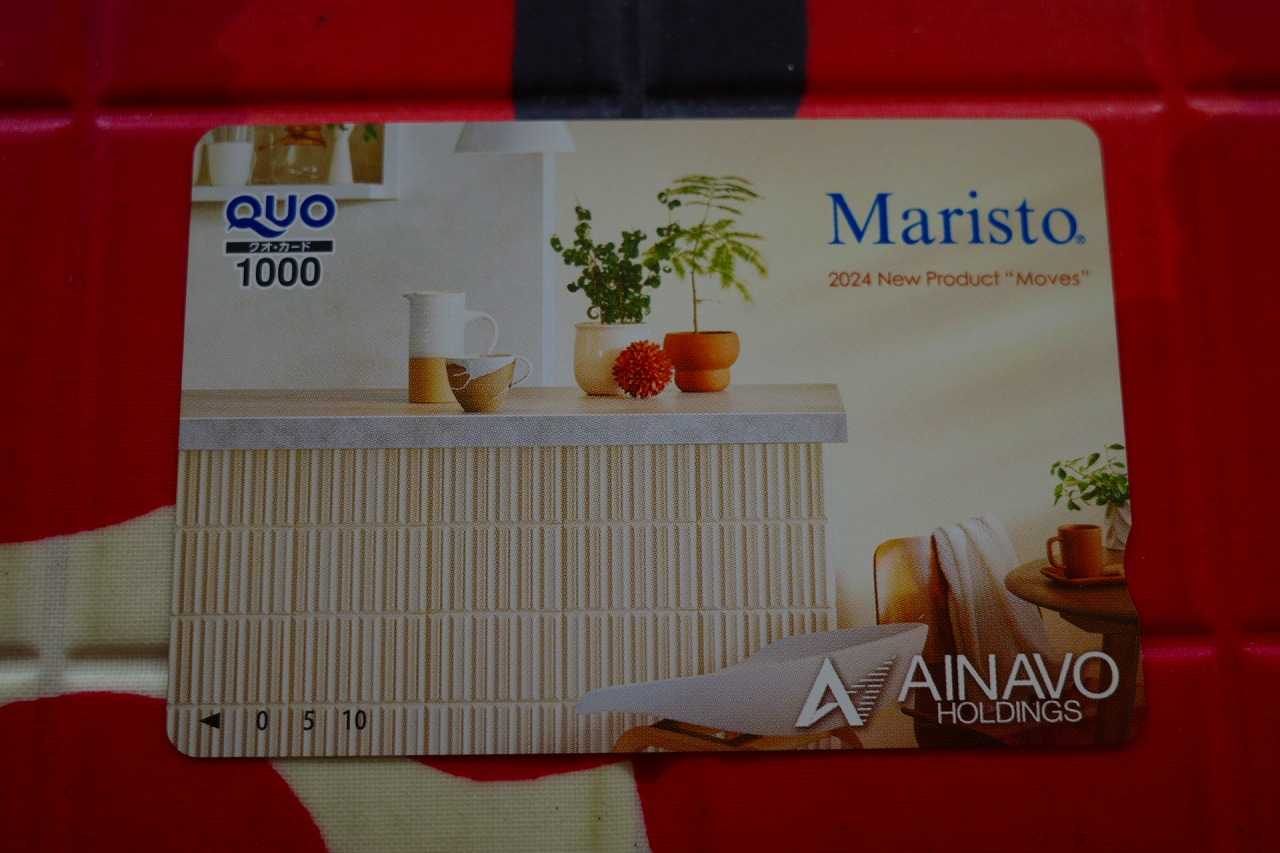 QUO
クオ・カード
1000
Maristo®
2024 New Product “Moves”
AINAVO
HOLDINGS
◀ 0 5 10